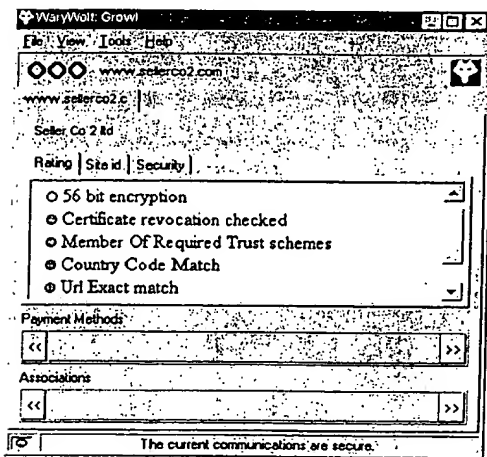 WaryWolf: Growl
File View Tools Help
www.sellerco2.com
www.sellerco2.c
Seller Co 2 ltd
Rating Site id. Security
56 bit encryption
Certificate revocation checked
Member Of Required Trust schemes
Country Code Match
Url Exact match
Payment Methods
<< >>
Associations
<< >>
The current communications are secure.